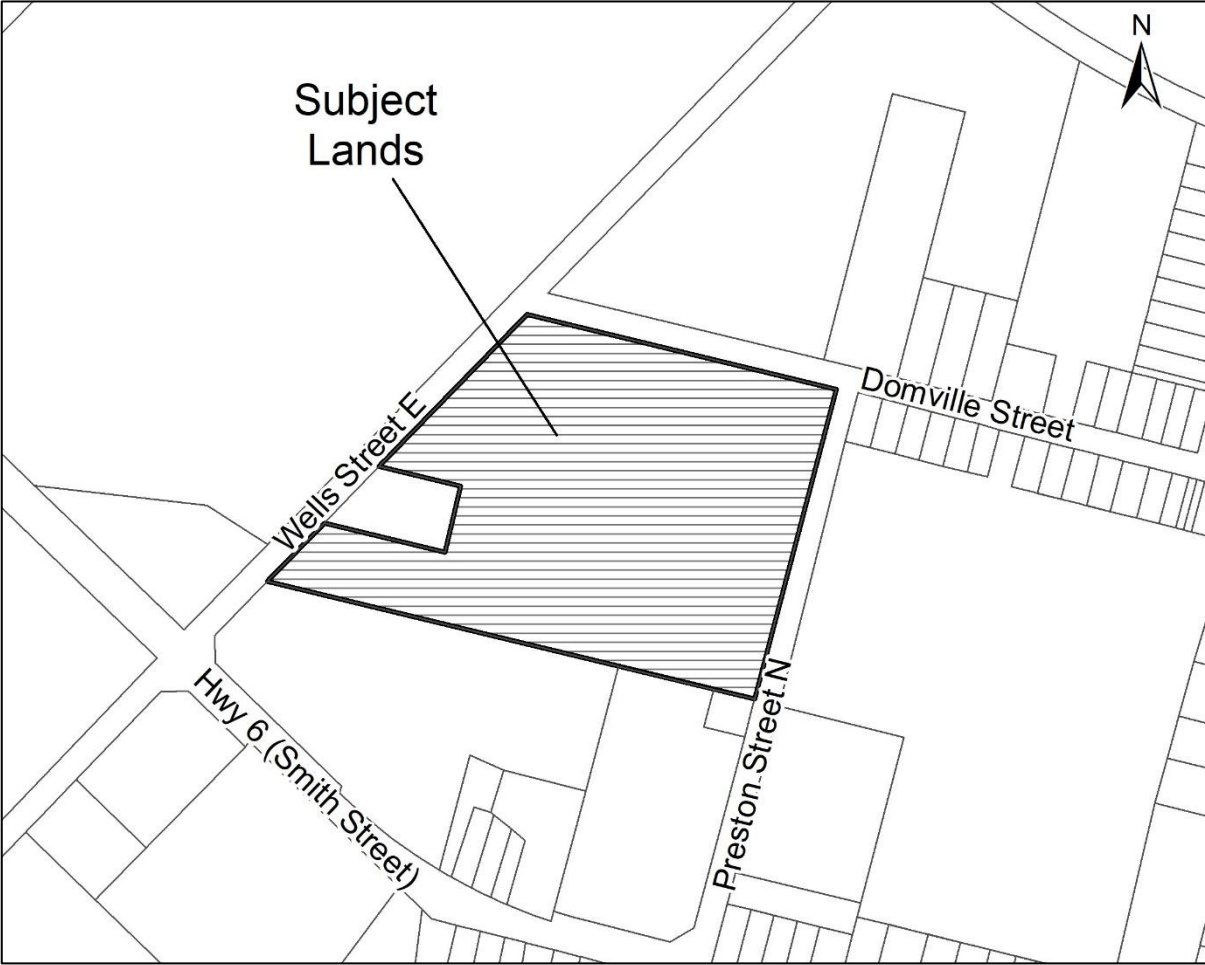 N
Subject
Lands
Domville Street
Wells Street E
Hwy 6 (Smith Street)
Preston Street N